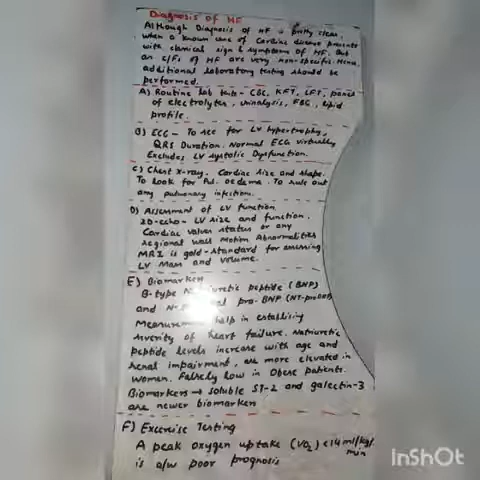 Diagnosis of HF
Although Diagnosis of HF is pretty clear,
when a known case of Cardiac disease presents
with clinical sign & symptoms of HF. But
an C/Fs of HF are very non-specific. Hence,
additional laboratory testing should be
performed.
A) Routine lab tests - CBC, KFT, LFT, panel
of electrolytes, urinalysis, FBG, lipid
profile.
B) ECG - To see for LV hypertrophy,
QRS Duration. Normal ECG virtually
Excludes LV systolic Dysfunction.
C) Chest X-ray. Cardiac size and shape.
To look for Pul. oedema. To rule out
any pulmonary infection.
D) Assessment of LV function
2D-echo - LV size and function.
Cardiac valves status or any
regional wall Motion Abnormalities
MRI is gold-standard for assessing
LV Mass and volume.
E) Biomarkers
B-type Natriuretic peptide (BNP)
and pro-BNP (NT-proBNP)
Measurement help in establising
severity of heart failure. Natriuretic
peptide levels increase with age and
renal impairment, are more elevated in
women. Falsely low in Obese patients.
Biomarkers → soluble ST-2 and galectin-3
are newer biomarkers
F) Excercise Testing
A peak oxygen uptake (VO2) <14 ml/kg/
min
is a/w poor prognosis
InShOt